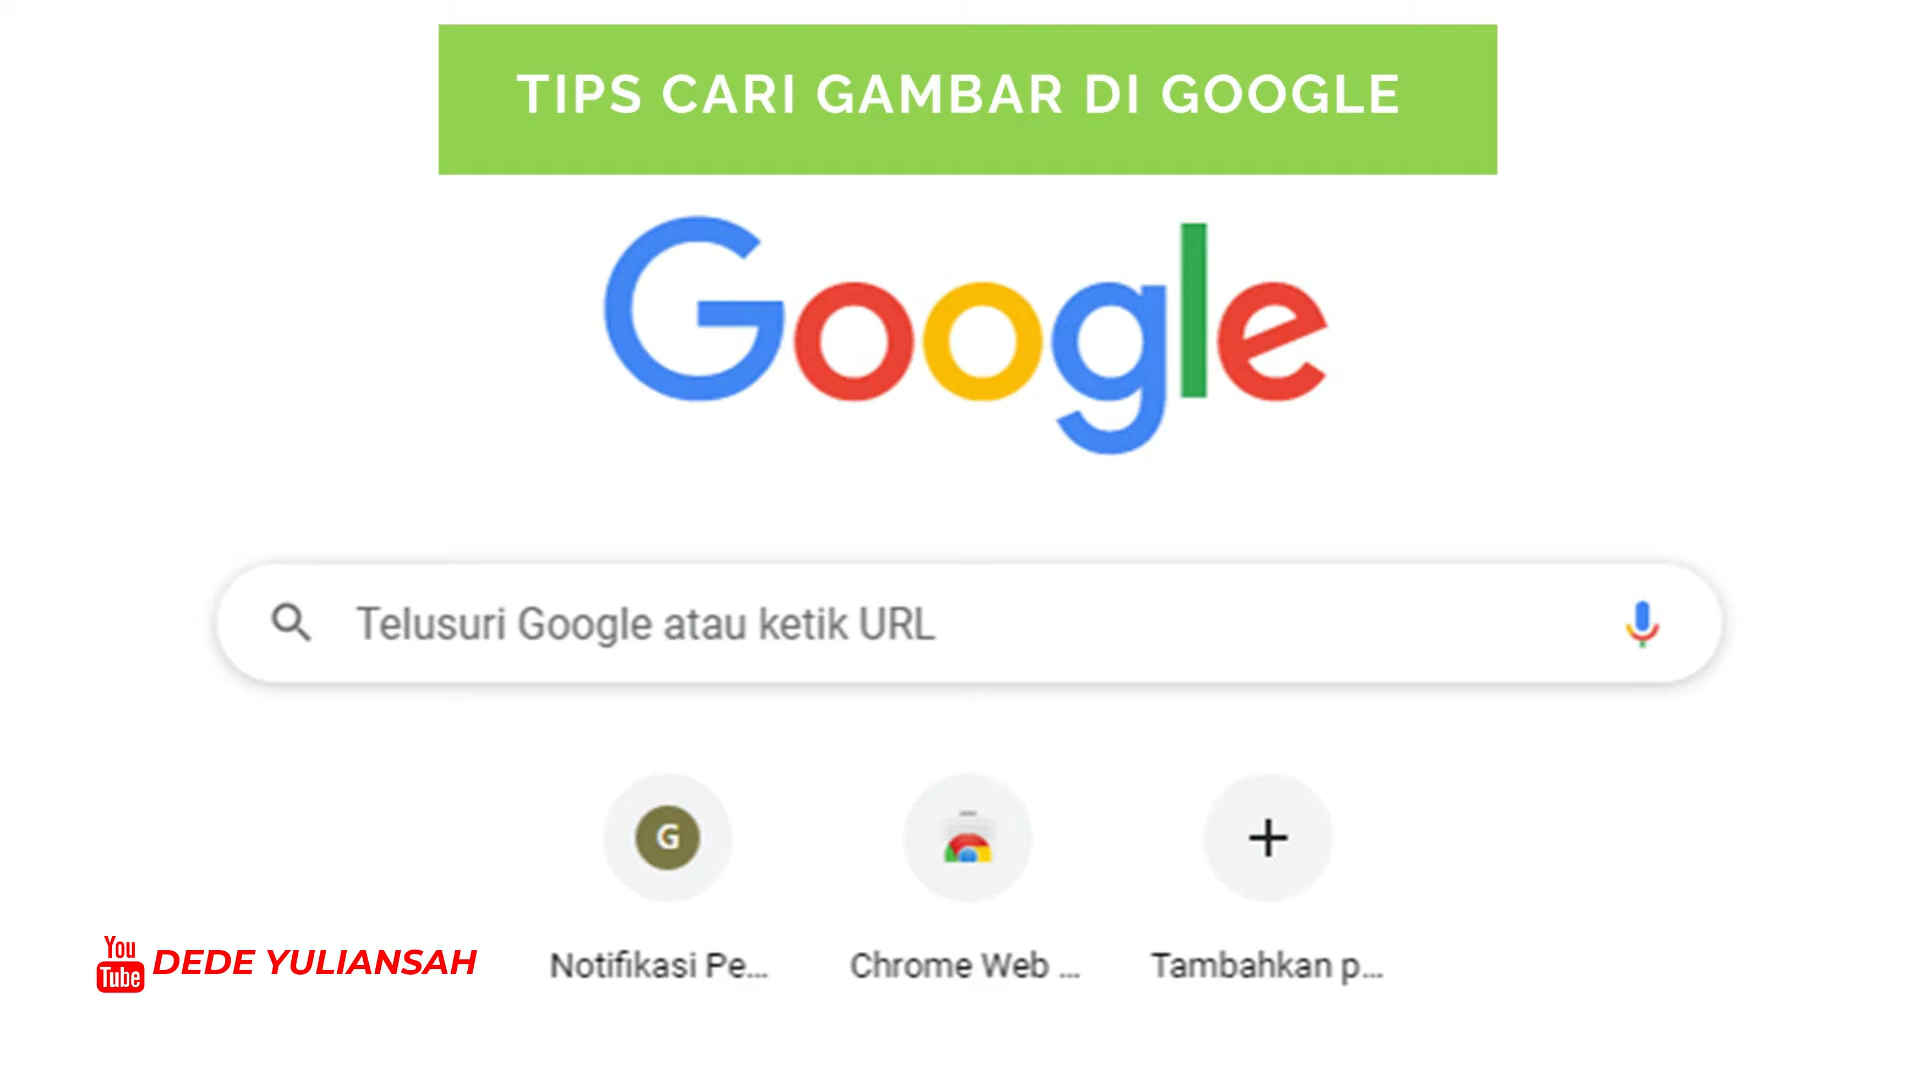 TIPS CARI GAMBAR DI GOOGLE
Google
Telusuri Google atau ketik URL
G
Notifikasi Pe...
Chrome Web ...
Tambahkan p...
You
Tube
DEDE YULIANSAH